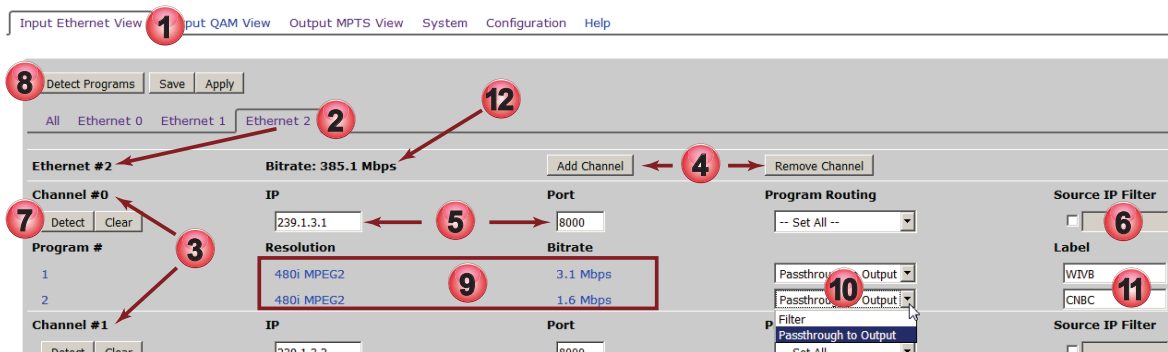 Input Ethernet View 1 put QAM View Output MPTS View System Configuration Help
8 Detect Programs Save Apply 12
All Ethernet 0 Ethernet 1 Ethernet 2 2
Ethernet #2 Bitrate: 385.1 Mbps Add Channel 4 Remove Channel
Channel #0 IP Port Program Routing Source IP Filter
7 Detect Clear 239.1.3.1 5 8000 -- Set All -- 6
Program # 3 Resolution Bitrate Label
1 480i MPEG2 3.1 Mbps Passthrough to Output WIVB
9 10 11
2 480i MPEG2 1.6 Mbps Passthrough Output CNBC
Filter
Channel #1 IP Port P Passthrough to Output Source IP Filter
Detect Clear 8000 Set All